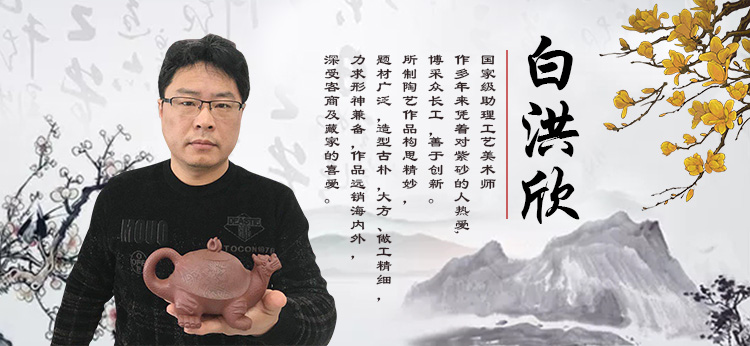 白洪欣
国家级助理工艺美术师
作多年来凭着对紫砂的人热爱,
博采众长工,善于创新。
所制陶艺作品构思精妙,
题材广泛,造型古朴,大方、做工精细,
力求形神兼备,作品远销海内外,
深受客商及藏家的喜爱。
TOCON1976